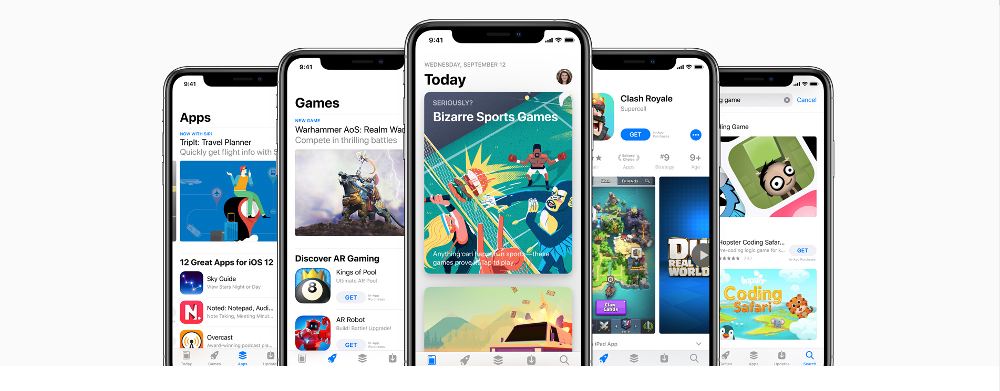 9:41
Apps
NOW WITH SIRI
TripIt: Travel Planner
Quickly get flight info with S
12 Great Apps for iOS 12
Sky Guide
View Stars Night or Day
Noted: Notepad, Audi...
Note Taking, Meeting Minut...
Overcast
Award-winning podcast pla...
Today
Games
Apps
Update
9:41
Games
NEW GAME
Warhammer AoS: Realm War
Compete in thrilling battles
Discover AR Gaming
8
Kings of Pool
Ultimate AR Pool
GET
In-App
Purchases
AR Robot
Build! Battle! Upgrade!
GET
In-App
Purchases
9:41
WEDNESDAY, SEPTEMBER 12
Today
SERIOUSLY?
Bizarre Sports Games
Anything can happen in sports—these
games prove it. Tap to play.
Clash Royale
Supercell
GET
In-App
Purchases
Editors'
Choice
Apps
#9
Strategy
9+
Age
War
Friends
Clan
Cards
Social
DU
REAL
WORLD
iPad App
g game
Cancel
ding Game
Hopster Coding Safar...
Pre-coding logic game for k...
292
GET
In-App Purchases
hopster
Coding
Safari
Games
Apps
Updates
Search